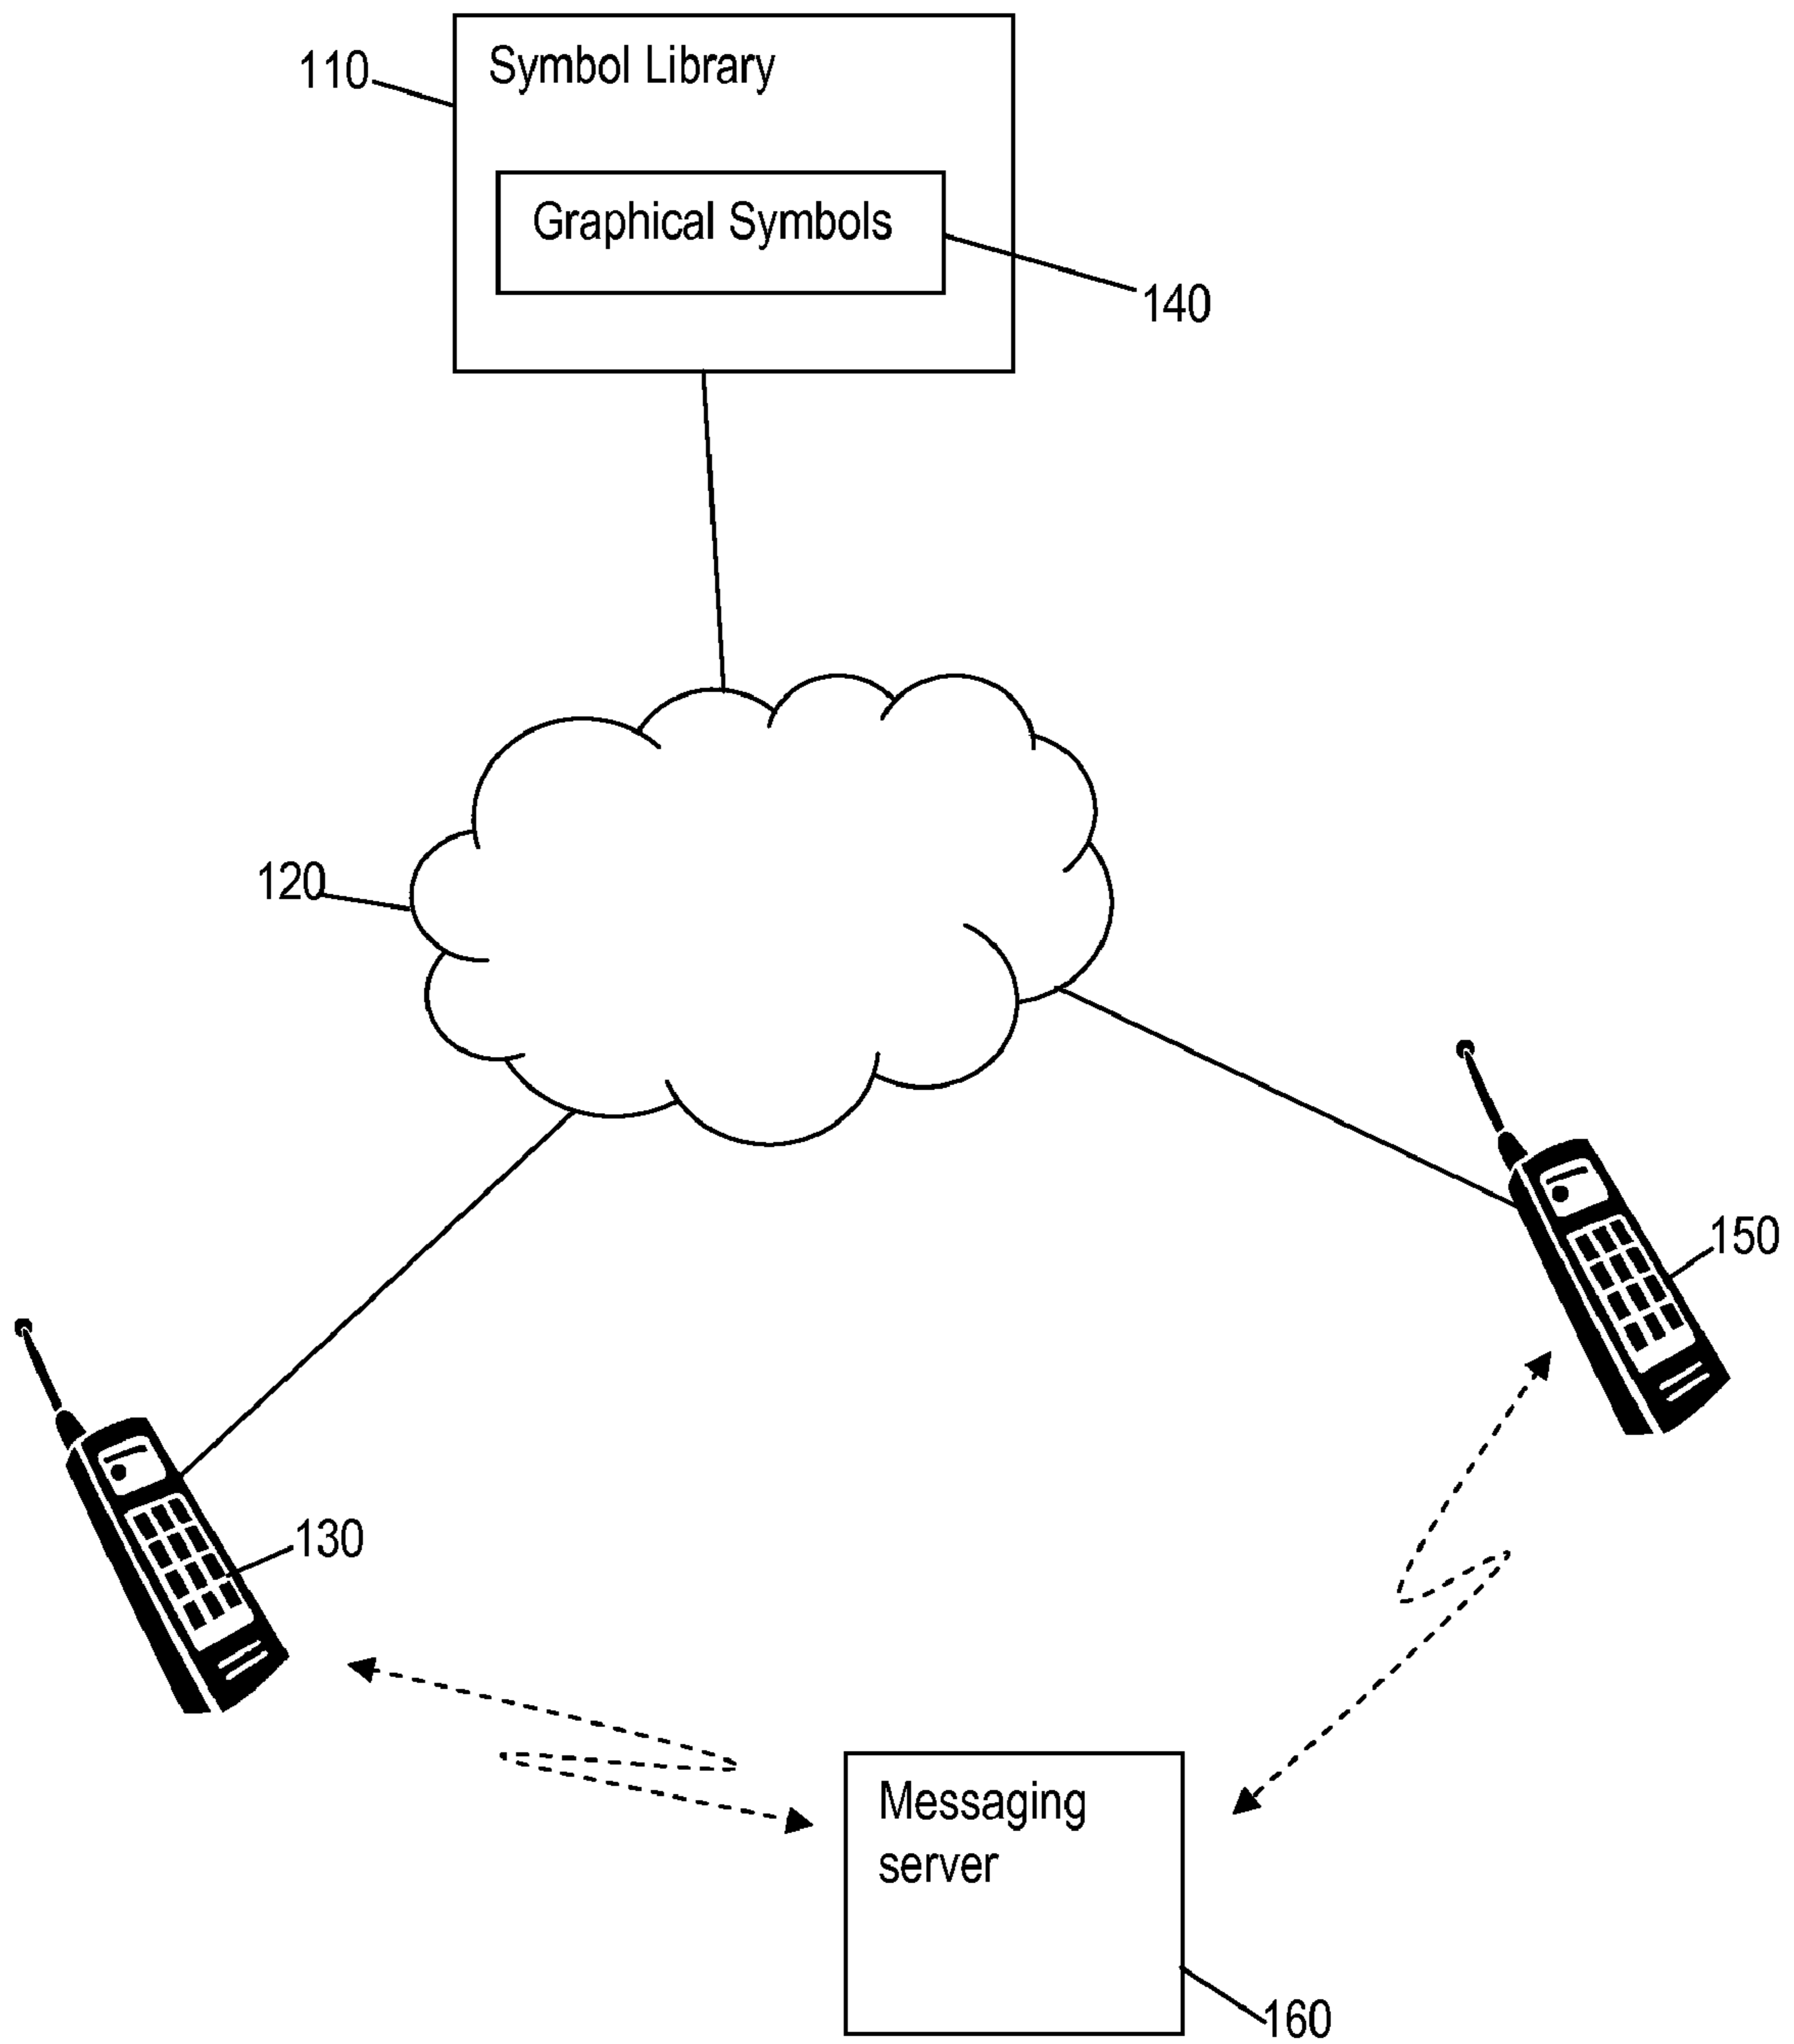 110
Symbol Library
Graphical Symbols
140
120
150
130
Messaging
server
160